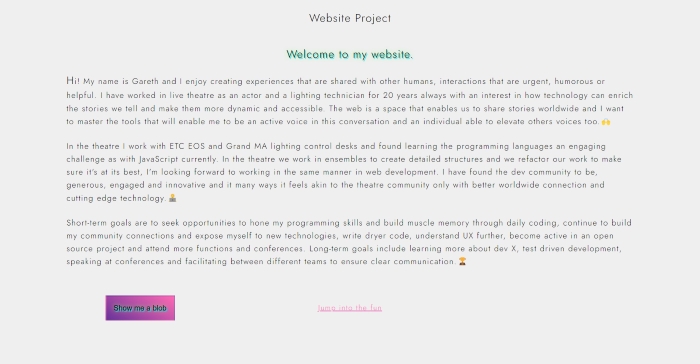 Website Project
Welcome to my website.
Hi! My name is Gareth and I enjoy creating experiences that are shared with other humans, interactions that are urgent, humorous or
helpful. I have worked in live theatre as an actor and a lighting technician for 20 years always with an interest in how technology can enrich
the stories we tell and make them more dynamic and accessible. The web is a space that enables us to share stories worldwide and I want
to master the tools that will enable me to be an active voice in this conversation and an individual able to elevate others voices too. 🙌
In the theatre I work with ETC EOS and Grand MA lighting control desks and found learning the programming languages an engaging
challenge as with JavaScript currently. In the theatre we work in ensembles to create detailed structures and we refactor our work to make
sure it's at its best, I'm looking forward to working in the same manner in web development. I have found the dev community to be,
generous, engaged and innovative and it many ways it feels akin to the theatre community only with better worldwide connection and
cutting edge technology.
Short-term goals are to seek opportunities to hone my programming skills and build muscle memory through daily coding, continue to build
my community connections and expose myself to new technologies, write dryer code, understand UX further, become active in an open
source project and attend more functions and conferences. Long-term goals include learning more about dev X, test driven development,
speaking at conferences and facilitating between different teams to ensure clear communication.
Show me a blob
Jump into the fun